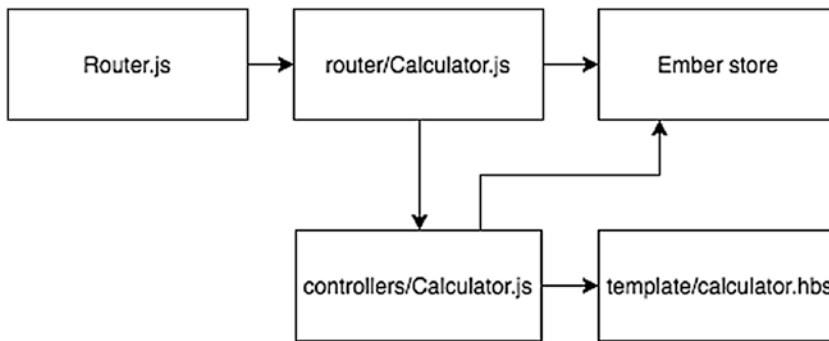 Router.js
router/Calculator.js
Ember store
controllers/Calculator.js
template/calculator.hbs